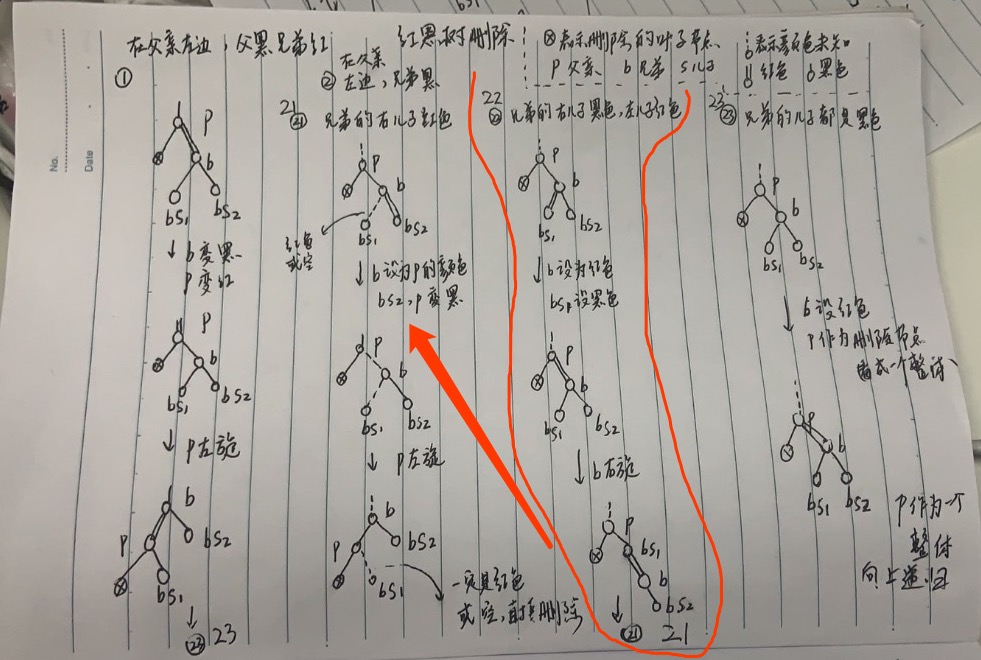 No.
Date
在父亲左边，父黑兄弟红
①
P
b
bS1
bS2
↓ b变黑
P变红
P
b
bS1
bS2
↓ P左旋
b
P
bS2
bS1
↓
㉓ 23
红黑树删除
在父亲
② 左边，兄弟黑
21
㉑ 兄弟的右儿子红色
P
b
bS1
bS2
红色
或空
↓ b设为P的颜色
bS2，P变黑
P
b
bS1
bS2
↓ P左旋
b
P
bS2
bS1
一定是红色
或空，直接删除
⊗表示删除的叶子节点
P父亲 b兄弟 S儿子
22
㉒ 兄弟的右儿子黑色，左儿子红色
P
b
bS1
bS2
↓ b设为红色
bS1设黑色
P
b
bS1
bS2
↓ b右旋
P
bS1
b
bS2
↓
㉑ 21
表示颜色未知
红色 黑色
23
㉓ 兄弟的儿子都是黑色
P
b
bS1
bS2
↓ b设红色
P作为删除节点
看成一个整体
P
b
bS1
bS2
P作为一个
整体
向上递归